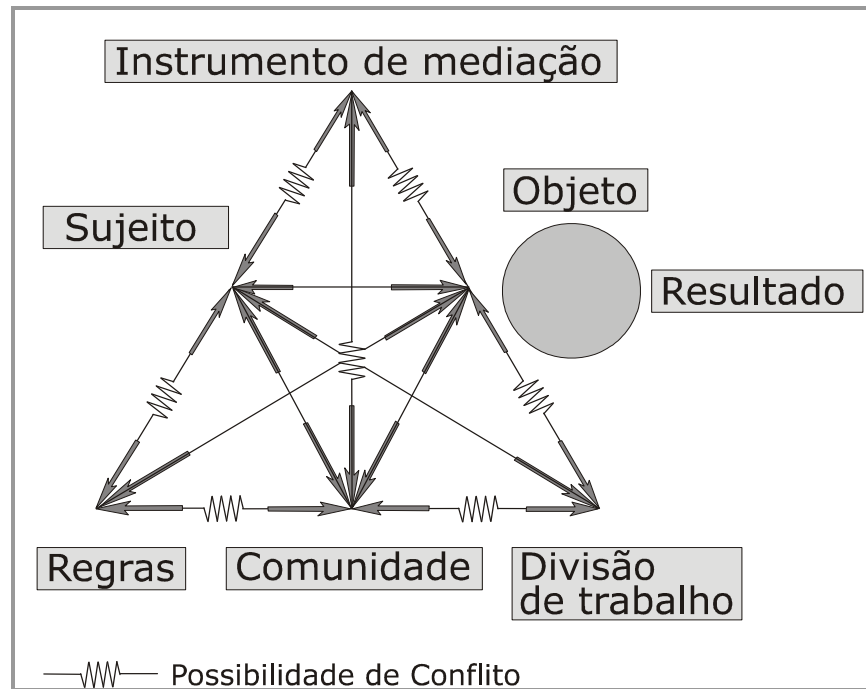 Instrumento de mediação
Objeto
Sujeito
Resultado
Regras
Comunidade
Divisão
de trabalho
Possibilidade de Conflito